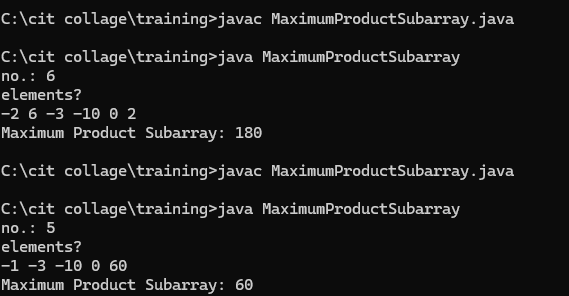 C:\cit collage\training>javac MaximumProductSubarray.java
C:\cit collage\training>java MaximumProductSubarray
no.: 6
elements?
-2 6 -3 -10 0 2
Maximum Product Subarray: 180
C:\cit collage\training>javac MaximumProductSubarray.java
C:\cit collage\training>java MaximumProductSubarray
no.: 5
elements?
-1 -3 -10 0 60
Maximum Product Subarray: 60